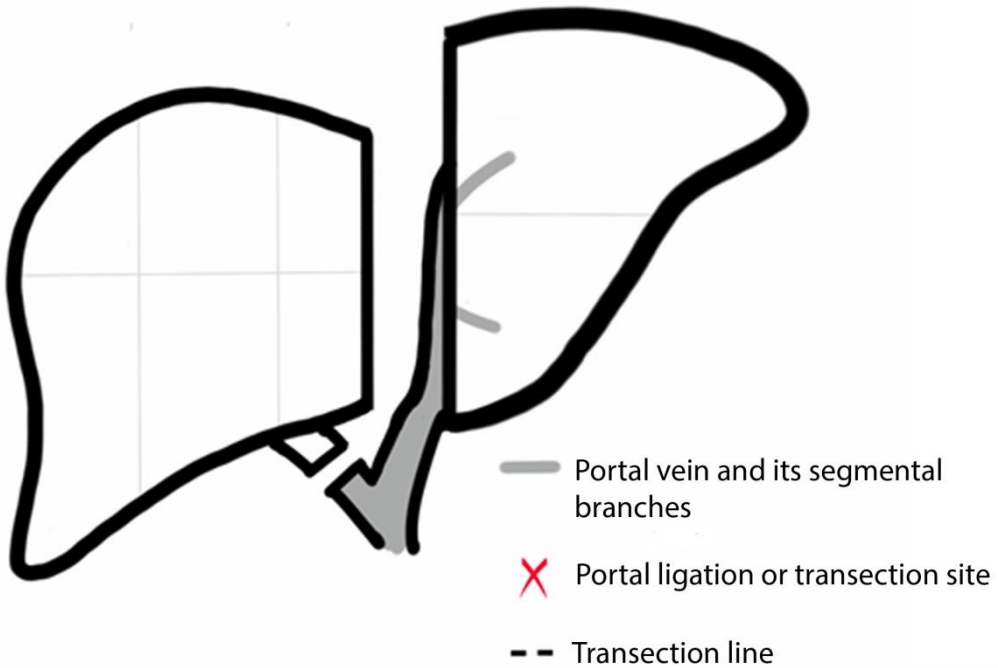 Portal vein and its segmental
branches
Portal ligation or transection site
Transection line